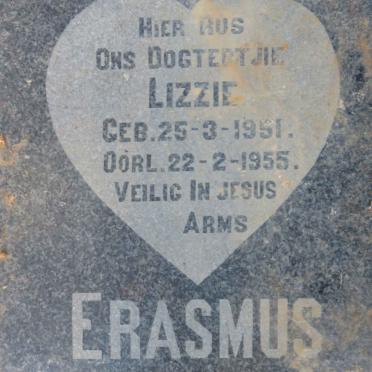 HIER RUS
ONS DOGTERTJIE
LIZZIE
GEB. 25-3-1951.
OORL. 22-2-1955.
VEILIG IN JESUS
ARMS
ERASMUS